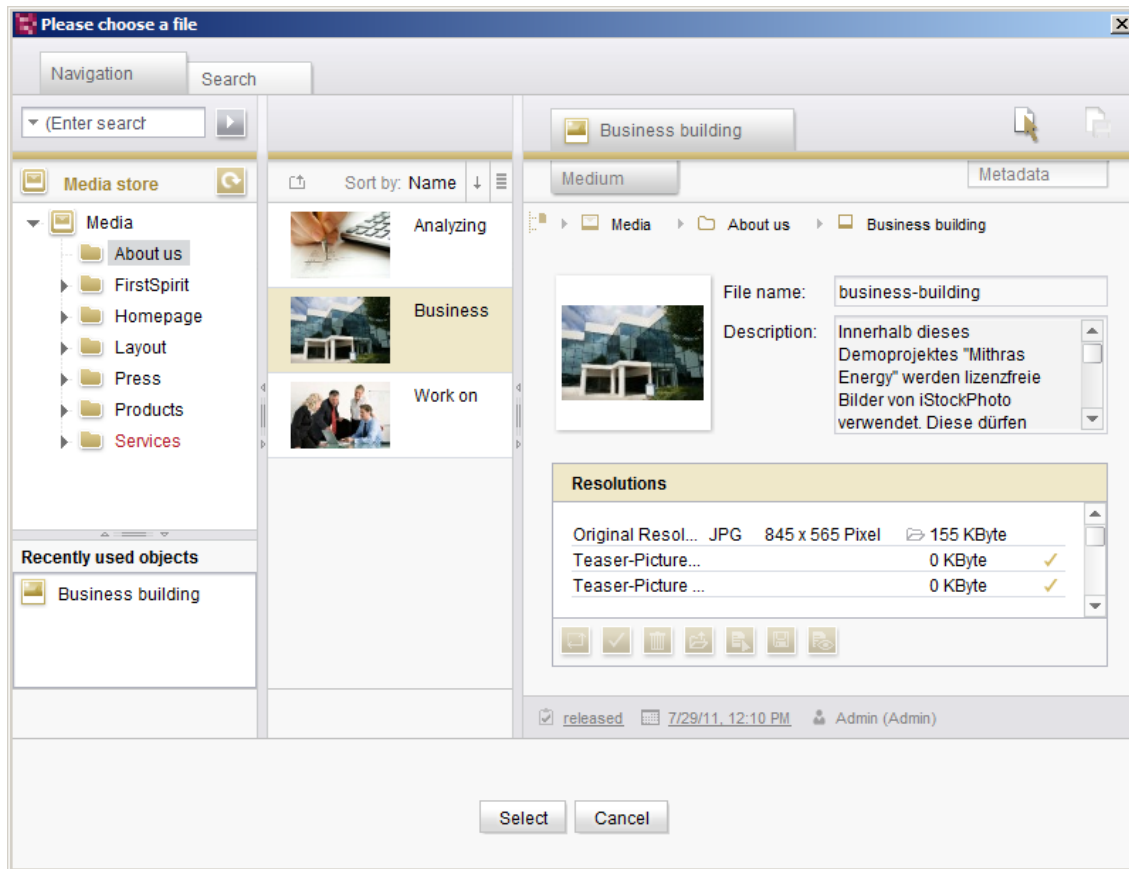 Please choose a file
Navigation
Search
(Enter search
Business building
Media store
Sort by: Name
Medium
Metadata
Media
About us
FirstSpirit
Homepage
Layout
Press
Products
Services
Analyzing
Business
Work on
Media About us Business building
File name: business-building
Description: Innerhalb dieses
Demoprojektes "Mithras
Energy" werden lizenzfreie
Bilder von iStockPhoto
verwendet. Diese dürfen
Resolutions
Original Resol... JPG 845 x 565 Pixel 155 KByte
Teaser-Picture... 0 KByte
Teaser-Picture ... 0 KByte
Recently used objects
Business building
released 7/29/11, 12:10 PM Admin (Admin)
Select Cancel